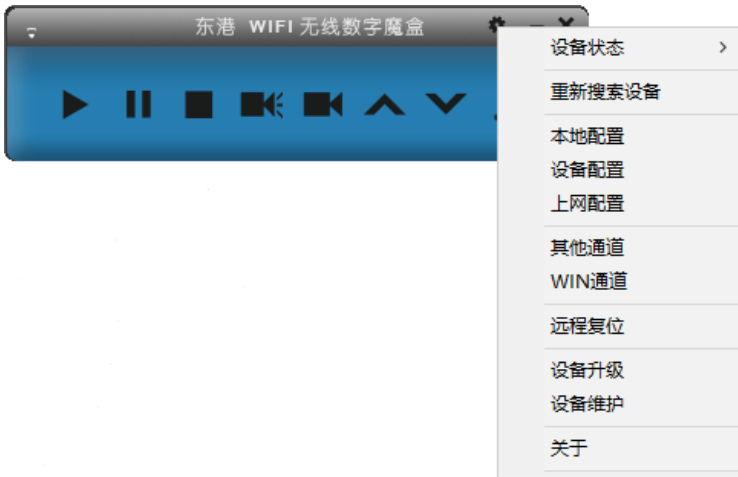 东港 WIFI 无线数字魔盒
设备状态
重新搜索设备
本地配置
设备配置
上网配置
其他通道
WIN通道
远程复位
设备升级
设备维护
关于